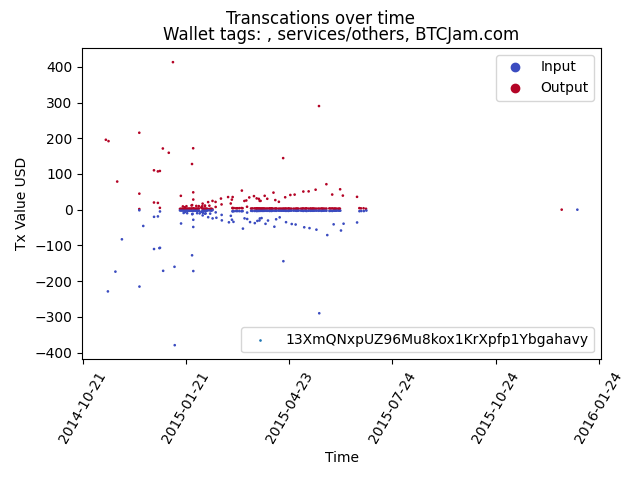 Transcations over time
Wallet tags: , services/others, BTCJam.com
Input
Output
400
300
200
100
0
−100
−200
−300
−400
Tx Value USD
13XmQNxpUZ96Mu8kox1KrXpfp1Ybgahavy
2014-10-21
2015-01-21
2015-04-23
2015-07-24
2015-10-24
2016-01-24
Time